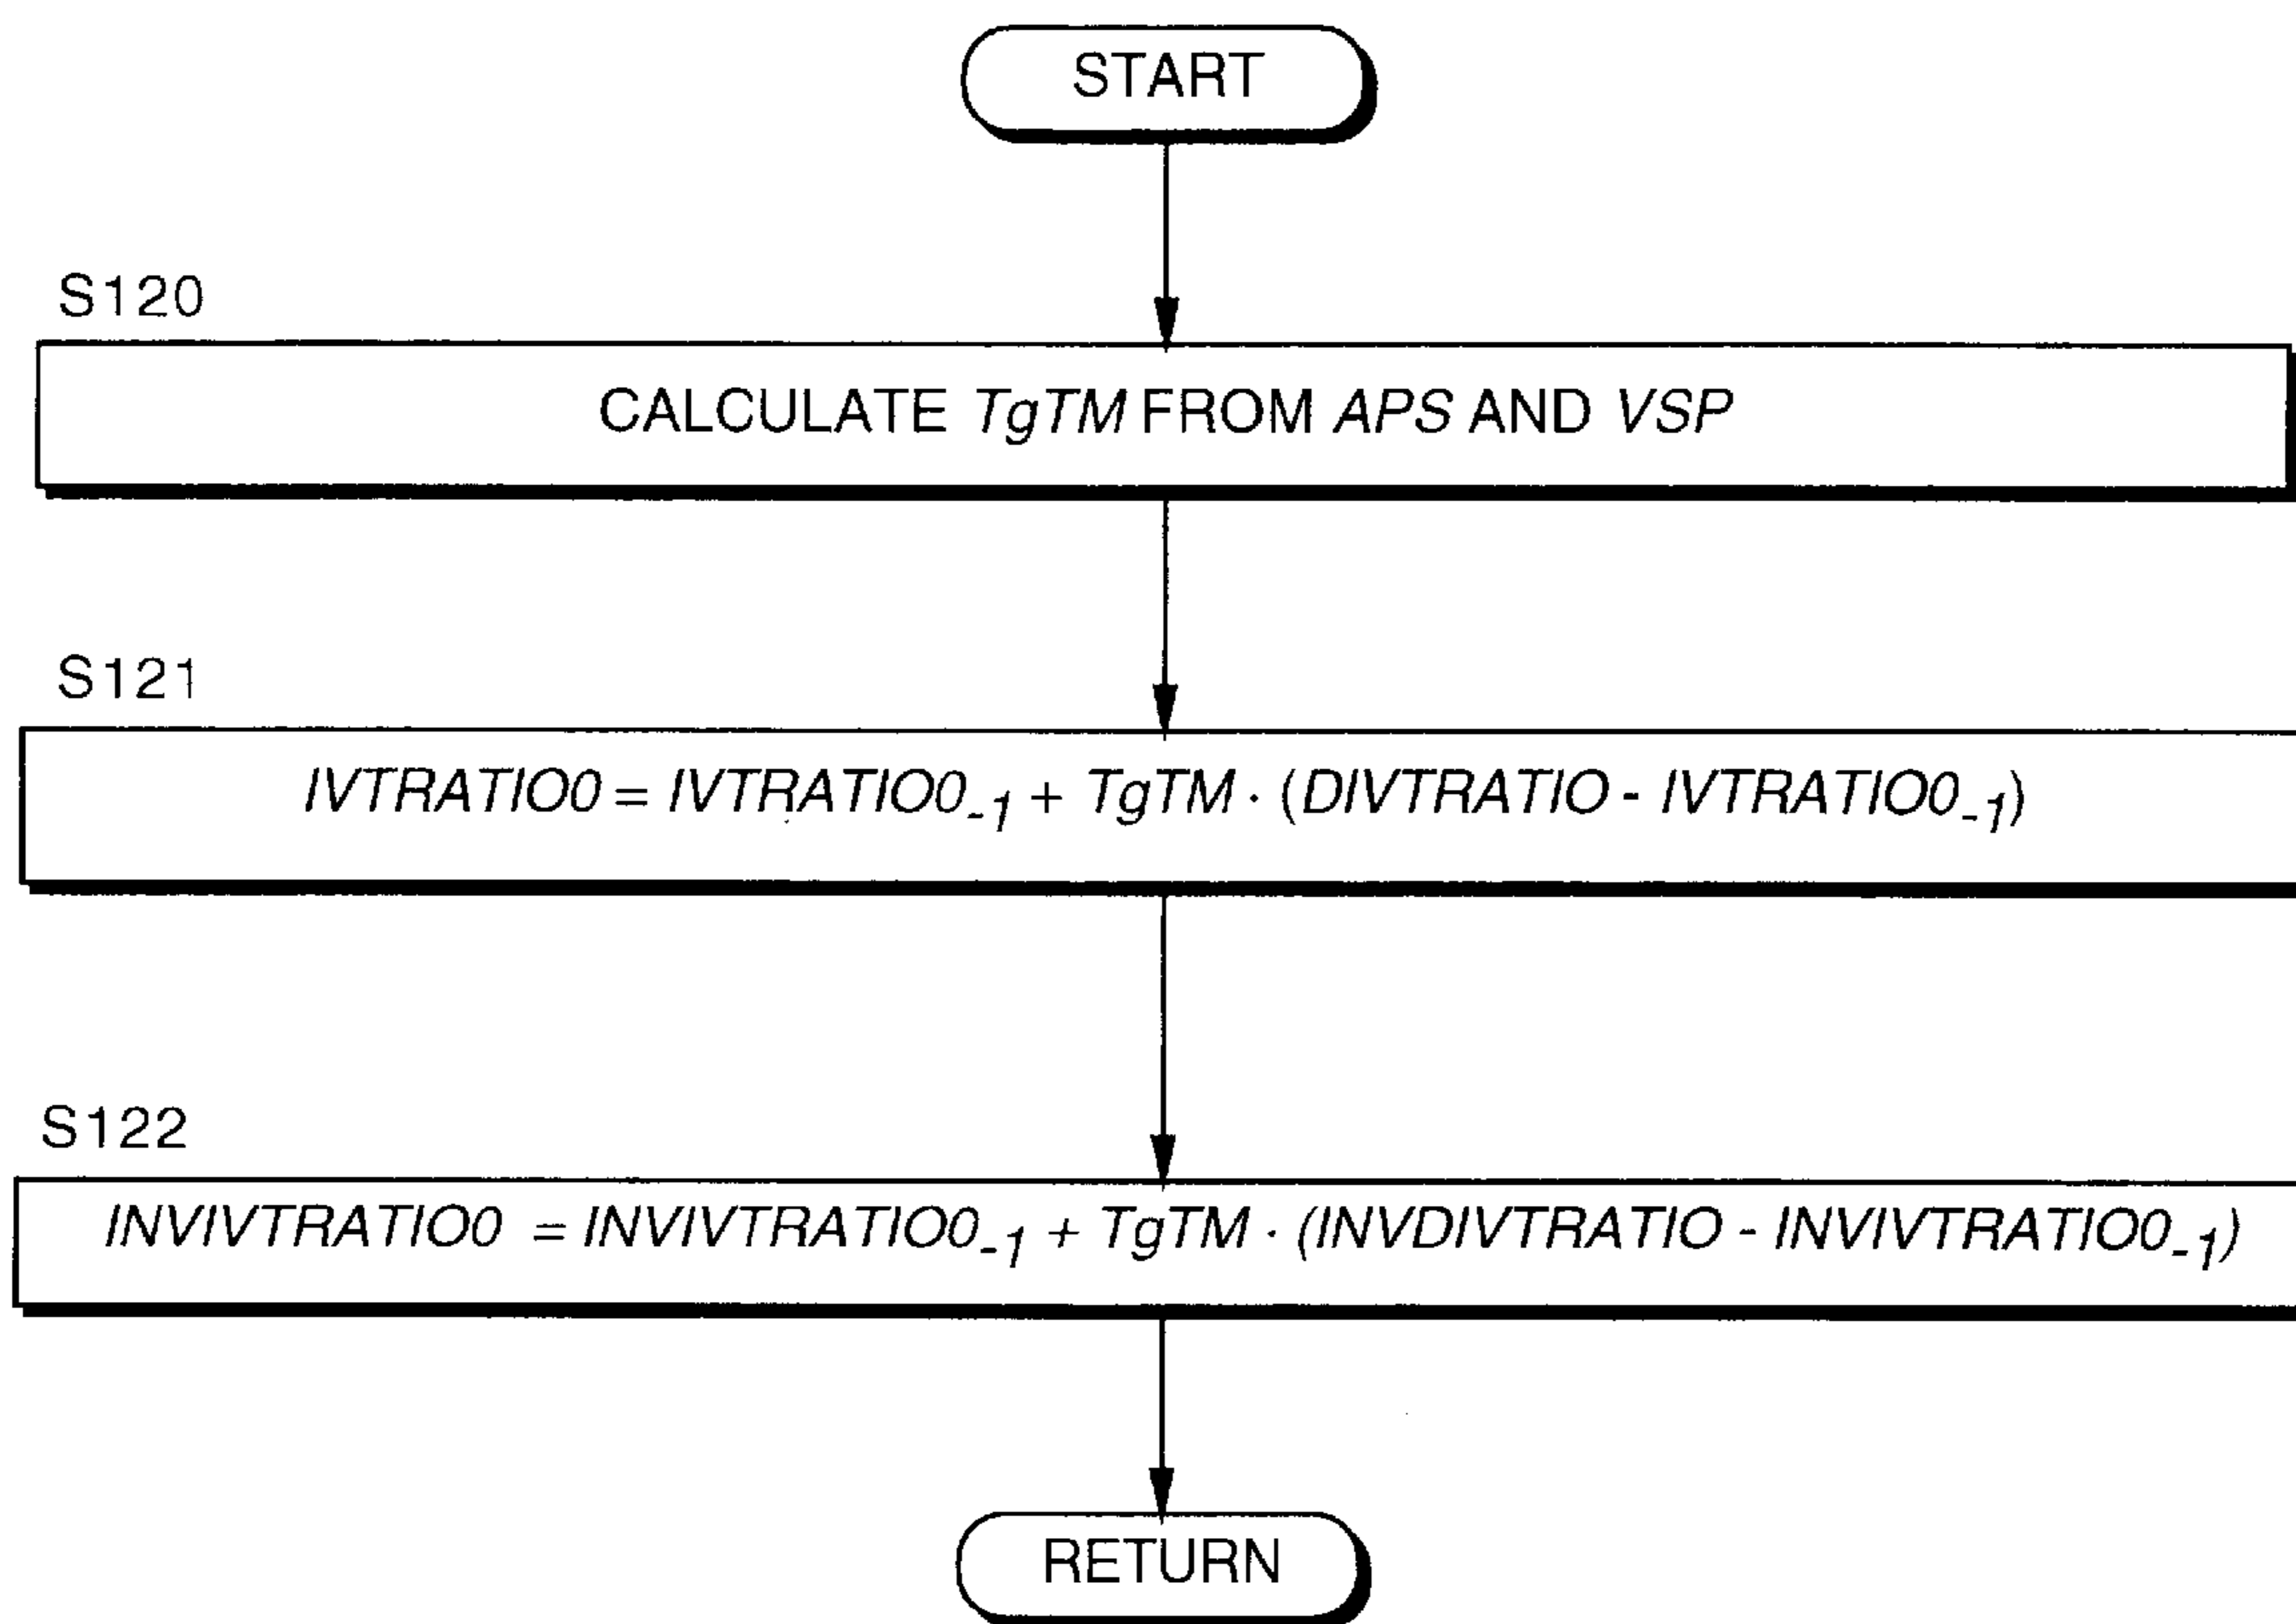 START
S120
CALCULATE TgTM FROM APS AND VSP
S121
IVTRATIO0 = IVTRATIO0-1 + TgTM · (DIVTRATIO - IVTRATIO0-1)
S122
INVIVTRATIO0 = INVIVTRATIO0-1 + TgTM · (INVDIVTRATIO - INVIVTRATIO0-1)
RETURN